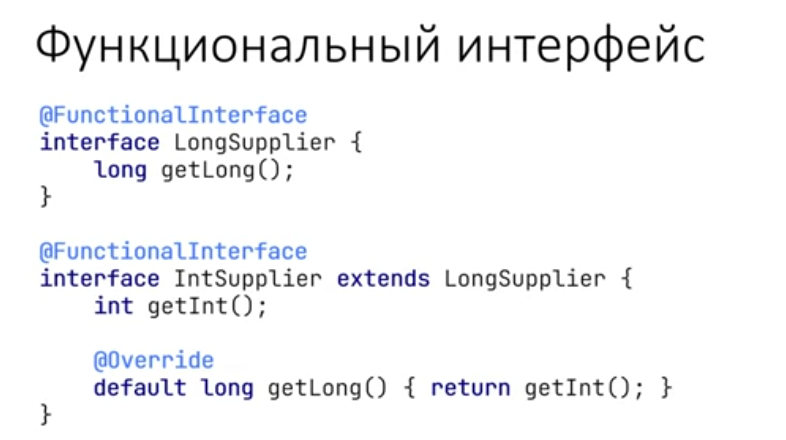 Функциональный интерфейс
@FunctionalInterface
interface LongSupplier {
    long getLong();
}
@FunctionalInterface
interface IntSupplier extends LongSupplier {
    int getInt();
    @Override
    default long getLong() { return getInt(); }
}